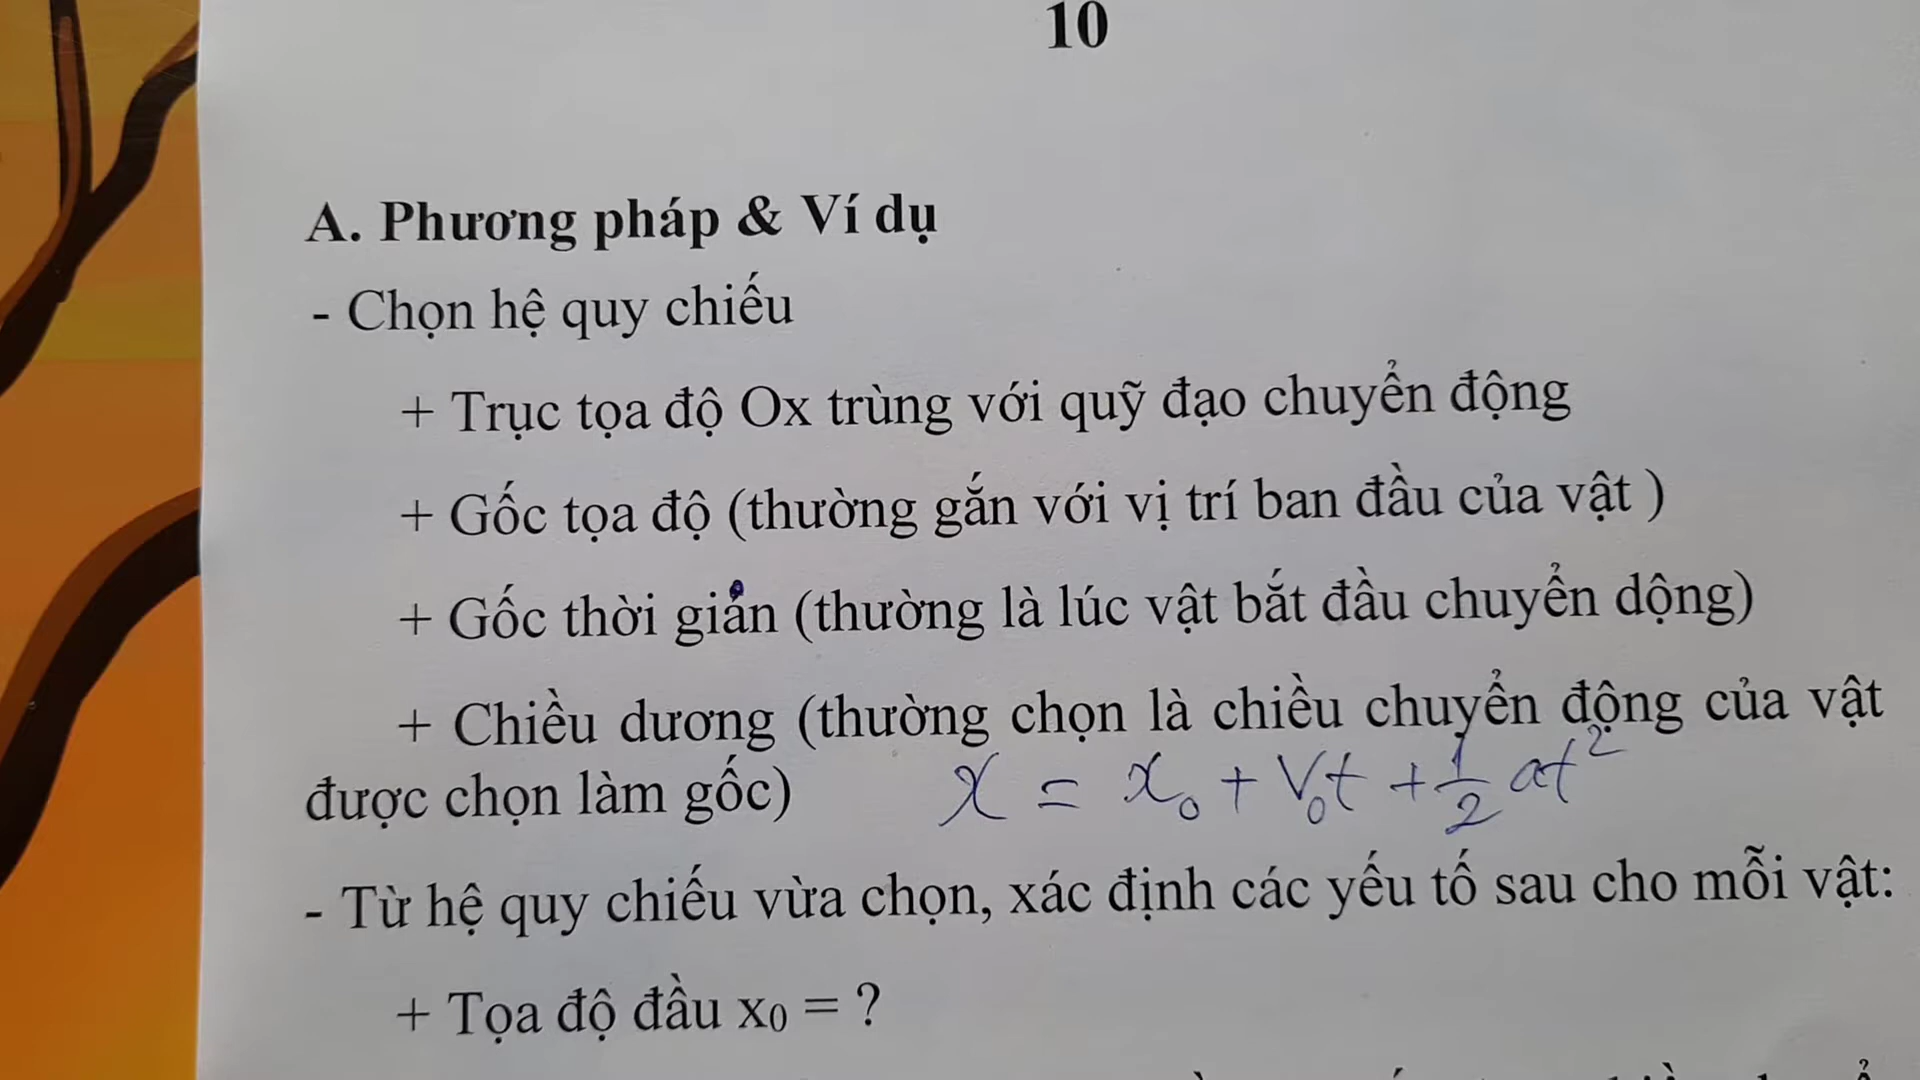 10
A. Phương pháp & Ví dụ
- Chọn hệ quy chiếu
+ Trục tọa độ Ox trùng với quỹ đạo chuyển động
+ Gốc tọa độ (thường gắn với vị trí ban đầu của vật )
+ Gốc thời giản (thường là lúc vật bắt đầu chuyển dộng)
+ Chiều dương (thường chọn là chiều chuyển động của vật
được chọn làm gốc) x = x₀ + V₀t + 1/2 at²
- Từ hệ quy chiếu vừa chọn, xác định các yếu tố sau cho mỗi vật:
+ Tọa độ đầu x₀ = ?